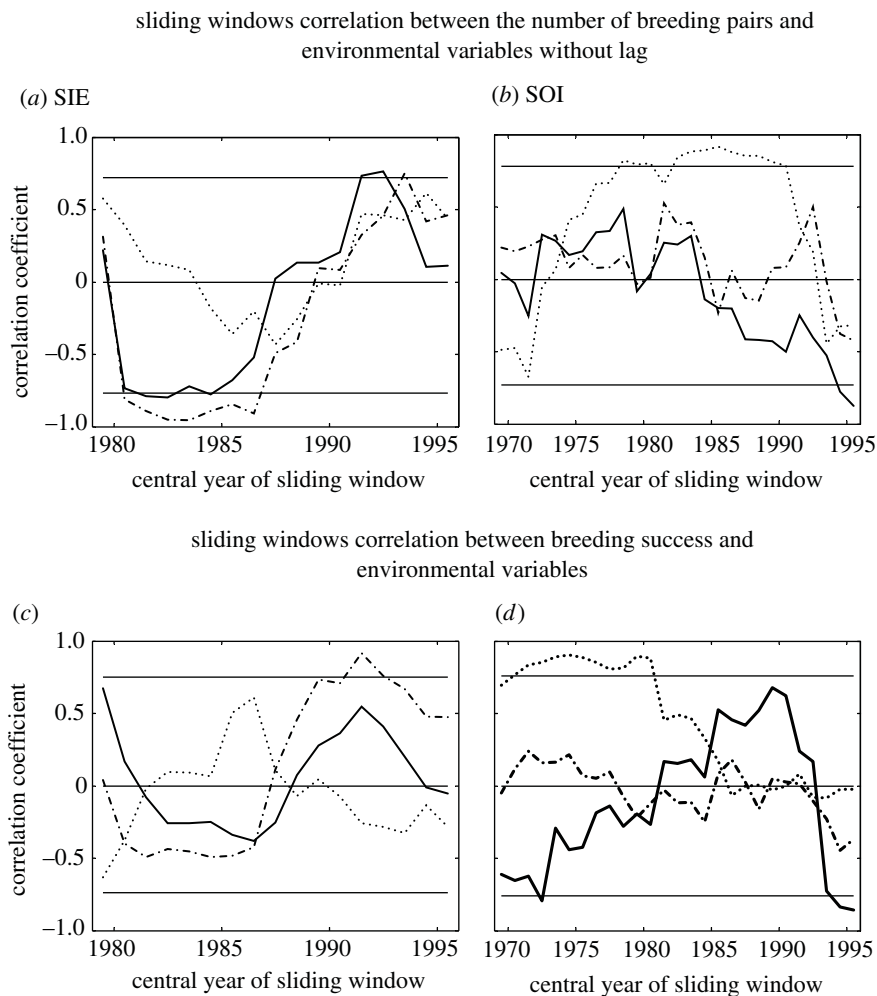 sliding windows correlation between the number of breeding pairs and
environmental variables without lag
(a) SIE
(b) SOI
1.0
0.5
0
−0.5
−1.0
correlation coefficient
1980 1985 1990 1995
1970 1975 1980 1985 1990 1995
central year of sliding window
central year of sliding window
sliding windows correlation between breeding success and
environmental variables
(c)
(d)
1.0
0.5
0
−0.5
−1.0
correlation coefficient
1980 1985 1990 1995
1970 1975 1980 1985 1990 1995
central year of sliding window
central year of sliding window